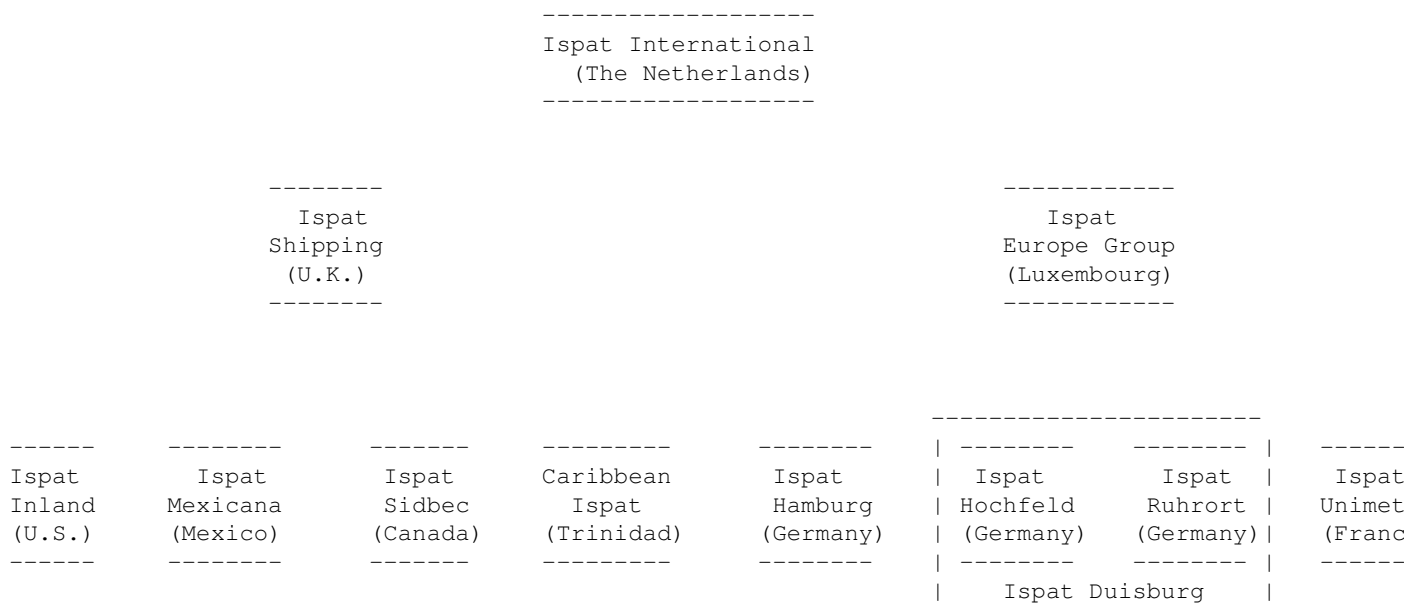 Ispat International
(The Netherlands)
Ispat
Shipping
(U.K.)
Ispat
Europe Group
(Luxembourg)
Ispat Ispat Ispat Caribbean Ispat Ispat Ispat Ispat
Inland Mexicana Sidbec Ispat Hamburg Hochfeld Ruhrort Unimet
(U.S.) (Mexico) (Canada) (Trinidad) (Germany) (Germany) (Germany) (Franc
Ispat Duisburg